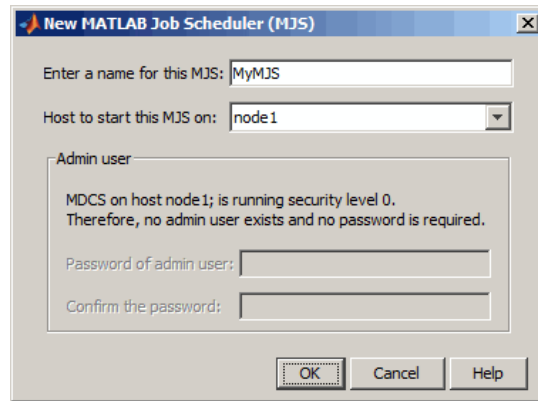 New MATLAB Job Scheduler (MJS)
Enter a name for this MJS: MyMJS
Host to start this MJS on: node1
Admin user
MDCS on host node1; is running security level 0.
Therefore, no admin user exists and no password is required.
Password of admin user:
Confirm the password:
OK Cancel Help